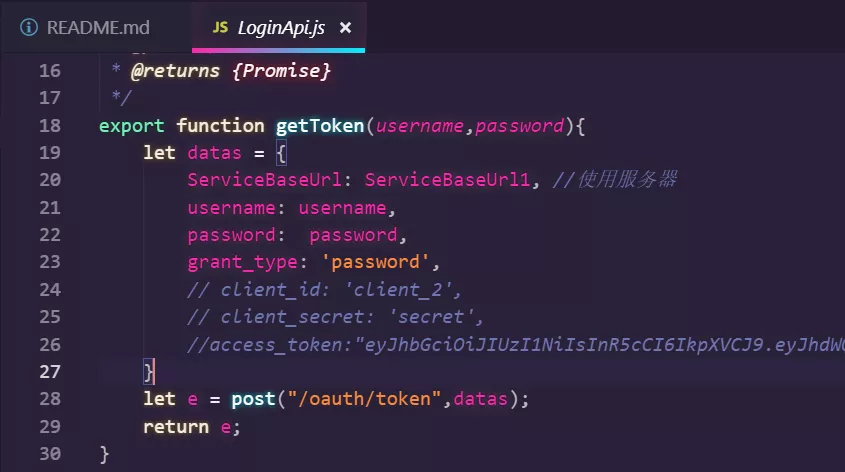 README.md
JS LoginApi.js ×
16 * @returns {Promise}
17 */
18 export function getToken(username,password){
19 let datas = {
20 ServiceBaseUrl: ServiceBaseUrl1, //使用服务器
21 username: username,
22 password:  password,
23 grant_type: 'password',
24 // client_id: 'client_2',
25 // client_secret: 'secret',
26 //access_token:"eyJhbGciOiJIUzI1NiIsInR5cCI6IkpXVCJ9.eyJhdWQ
27 }
28 let e = post("/oauth/token",datas);
29 return e;
30 }